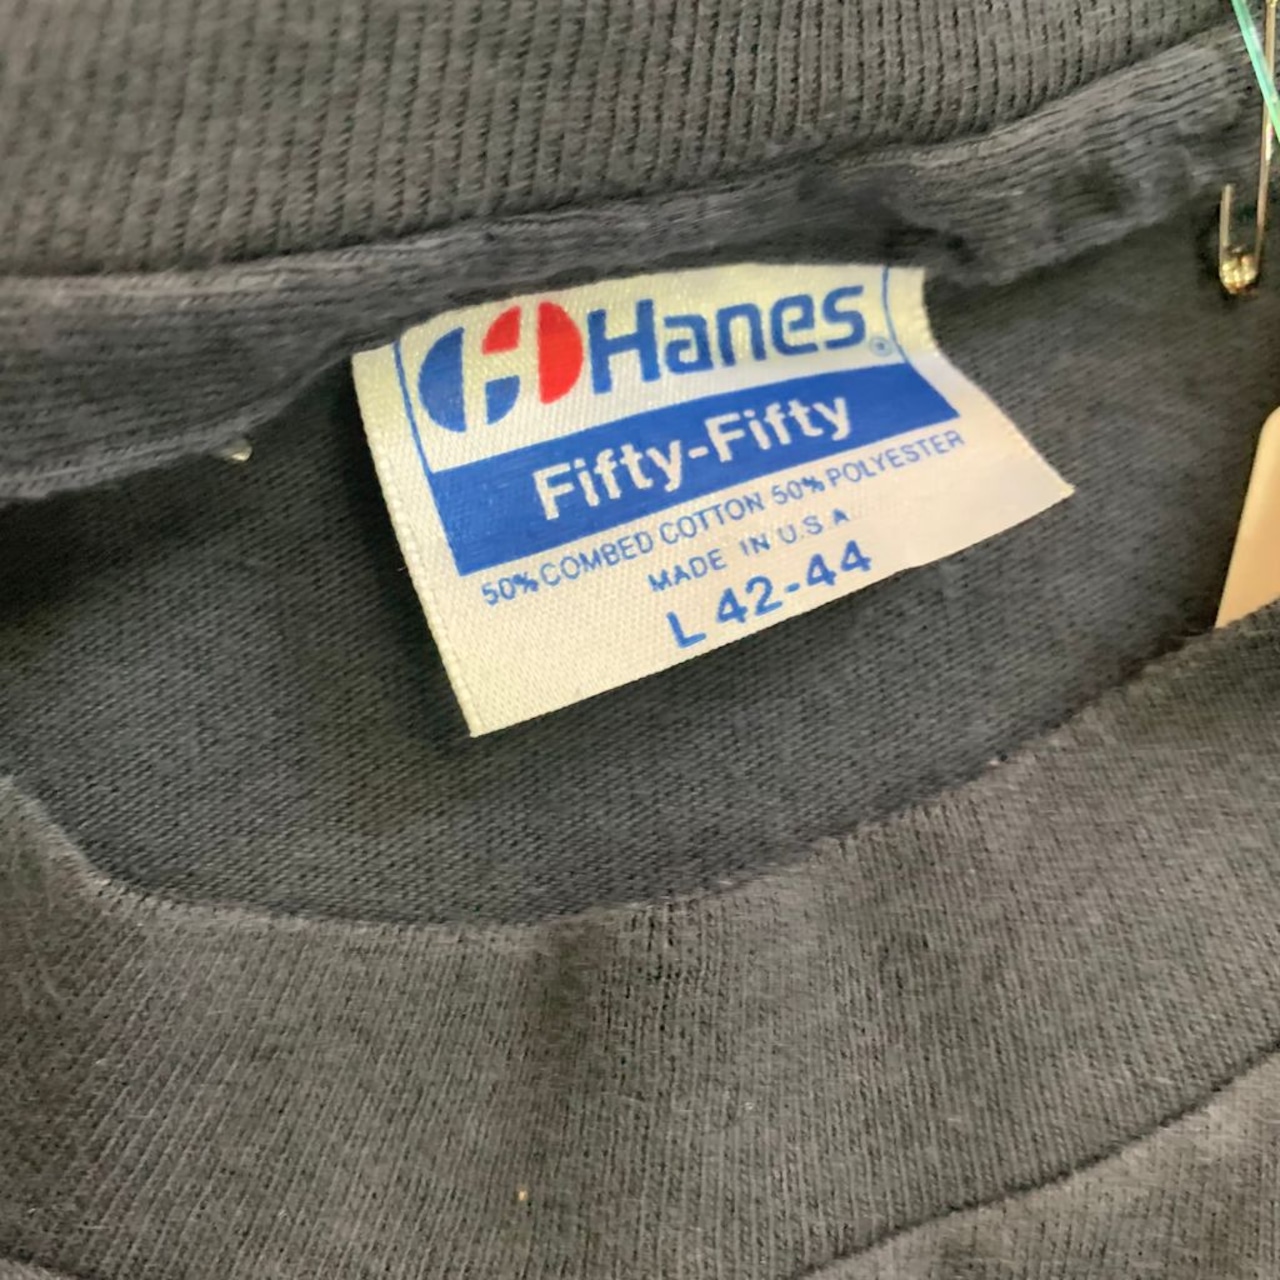 Hanes®
Fifty-Fifty
50% COMBED COTTON 50% POLYESTER
MADE IN U.S A
L 42-44